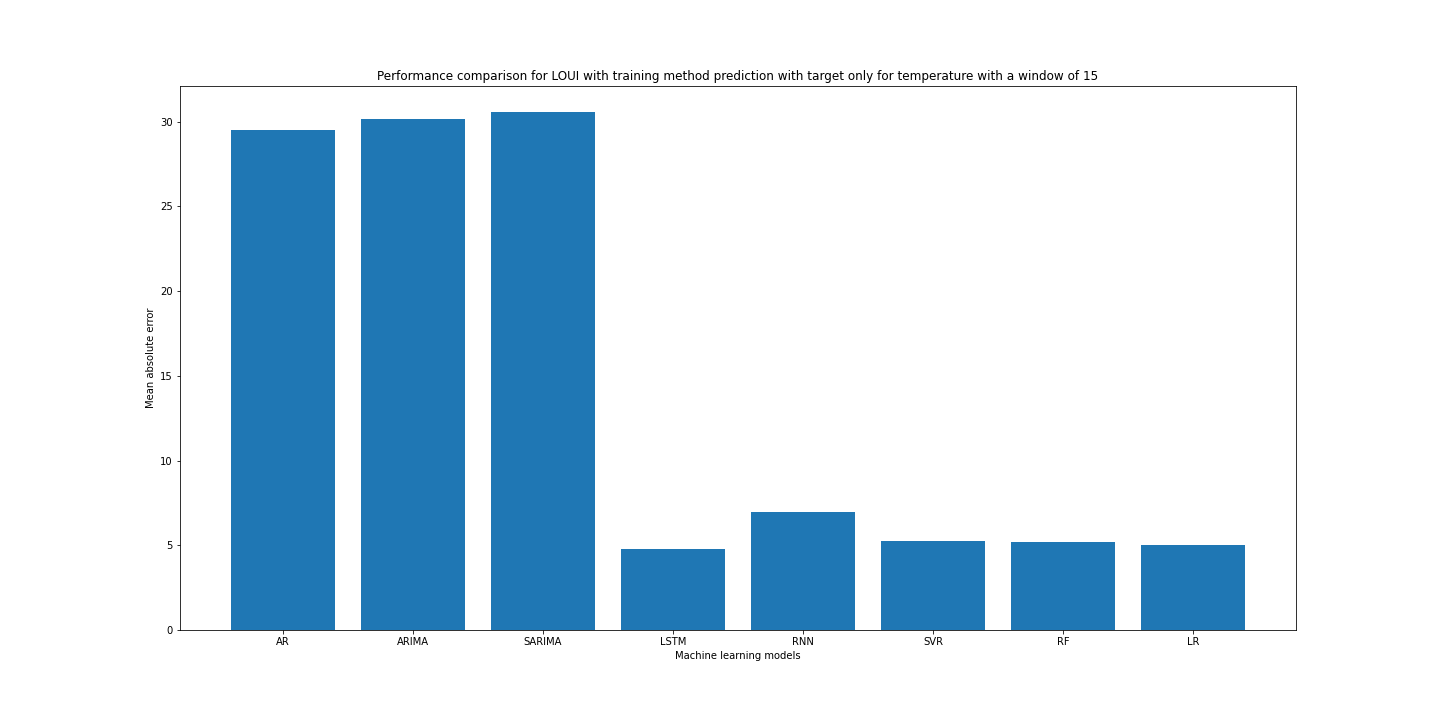 Performance comparison for LOUI with training method prediction with target only for temperature with a window of 15
Mean absolute error
30
25
20
15
10
5
0
AR ARIMA SARIMA LSTM RNN SVR RF LR
Machine learning models